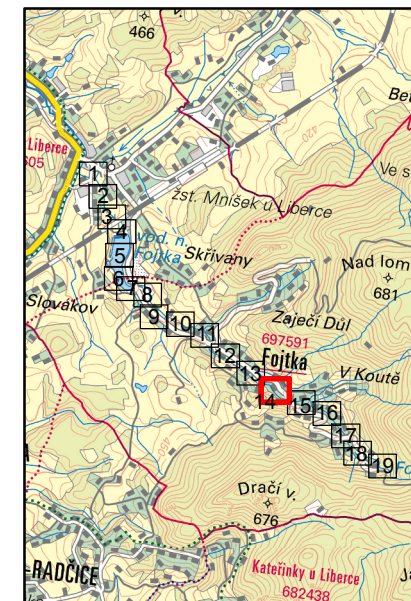 466
Liberce
605
1
2
3
4
žst. Mníšek u Liberce
5
Vod. n.
Fojtka
Skřivany
6
7
8
Slovákov
9
10
11
12
13
14
15
16
17
18
19
Nad lom
681
Zaječí Důl
697591
Fojtka
V Koutě
Dračí v.
676
RADČICE
Kateřinky u Liberce
682438
420
Bet
Ve s